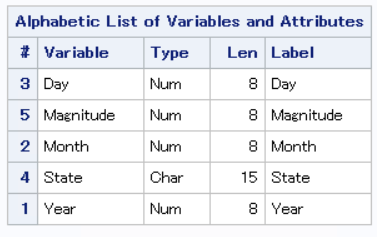 Alphabetic List of Variables and Attributes
# Variable Type Len Label
3 Day Num 8 Day
5 Magnitude Num 8 Magnitude
2 Month Num 8 Month
4 State Char 15 State
1 Year Num 8 Year